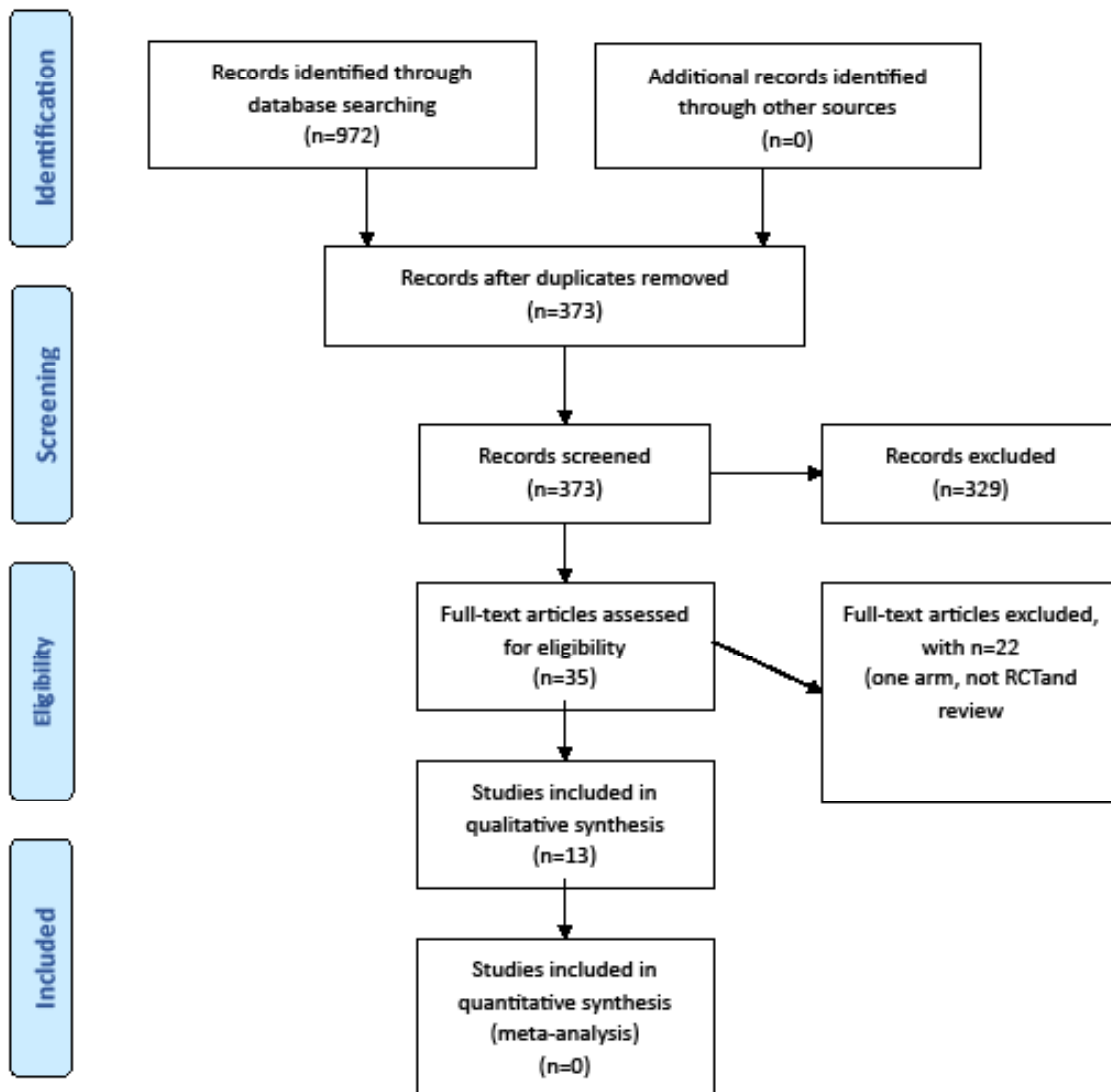 Identification
Records identified through
database searching
(n=972)
Additional records identified
through other sources
(n=0)
Records after duplicates removed
(n=373)
Screening
Records screened
(n=373)
Records excluded
(n=329)
Eligibility
Full-text articles assessed
for eligibility
(n=35)
Full-text articles excluded,
with n=22
(one arm, not RCTand
review
Studies included in
qualitative synthesis
(n=13)
Included
Studies included in
quantitative synthesis
(meta-analysis)
(n=0)